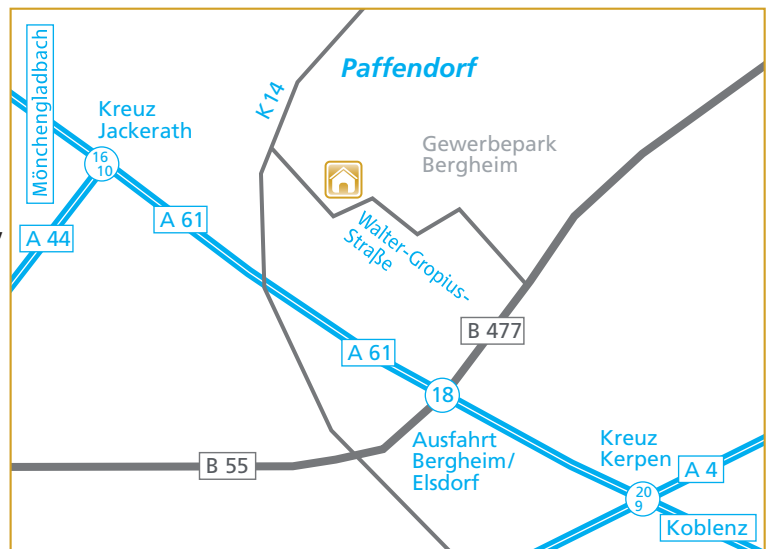 Paffendorf
K14
Mönchengladbach
Kreuz
Jackerath
16
10
Gewerbepark
Bergheim
A 61
A 44
Walter-Gropius-
Straße
B 477
A 61
18
Ausfahrt
Bergheim/
Elsdorf
Kreuz
Kerpen
B 55
A 4
20
9
Koblenz